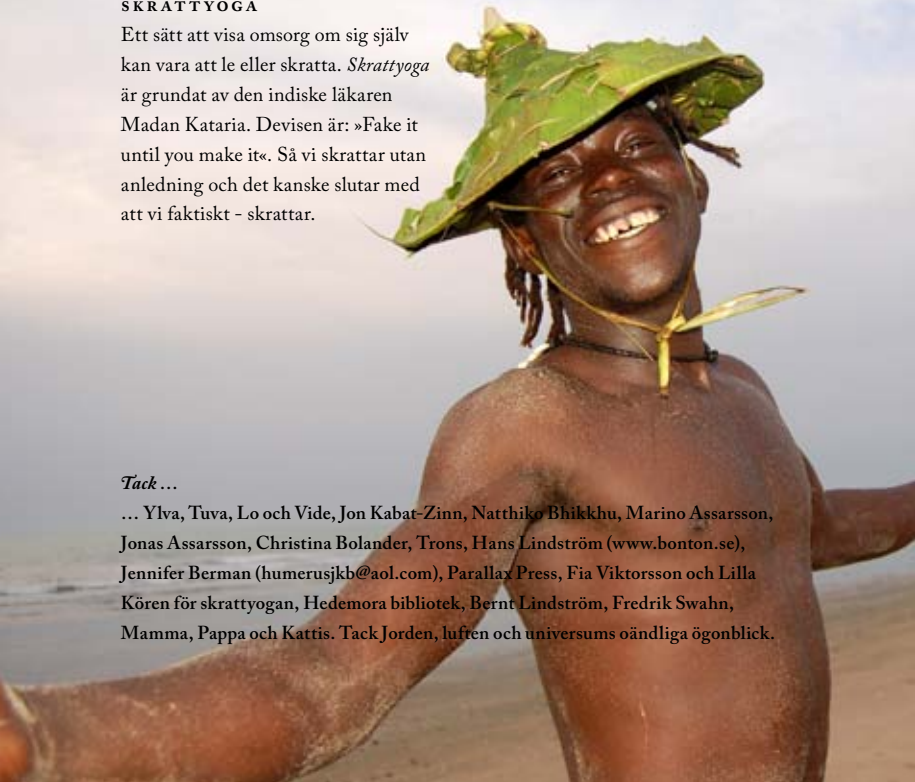 SKRATTYOGA
Ett sätt att visa omsorg om sig själv
kan vara att le eller skratta. Skrattyoga
är grundat av den indiske läkaren
Madan Kataria. Devisen är: »Fake it
until you make it«. Så vi skrattar utan
anledning och det kanske slutar med
att vi faktiskt - skrattar.
Tack …
… Ylva, Tuva, Lo och Vide, Jon Kabat-Zinn, Natthiko Bhikkhu, Marino Assarsson,
Jonas Assarsson, Christina Bolander, Trons, Hans Lindström (www.bonton.se),
Jennifer Berman (humerusjkb@aol.com), Parallax Press, Fia Viktorsson och Lilla
Kören för skrattyogan, Hedemora bibliotek, Bernt Lindström, Fredrik Swahn,
Mamma, Pappa och Kattis. Tack Jorden, luften och universums oändliga ögonblick.